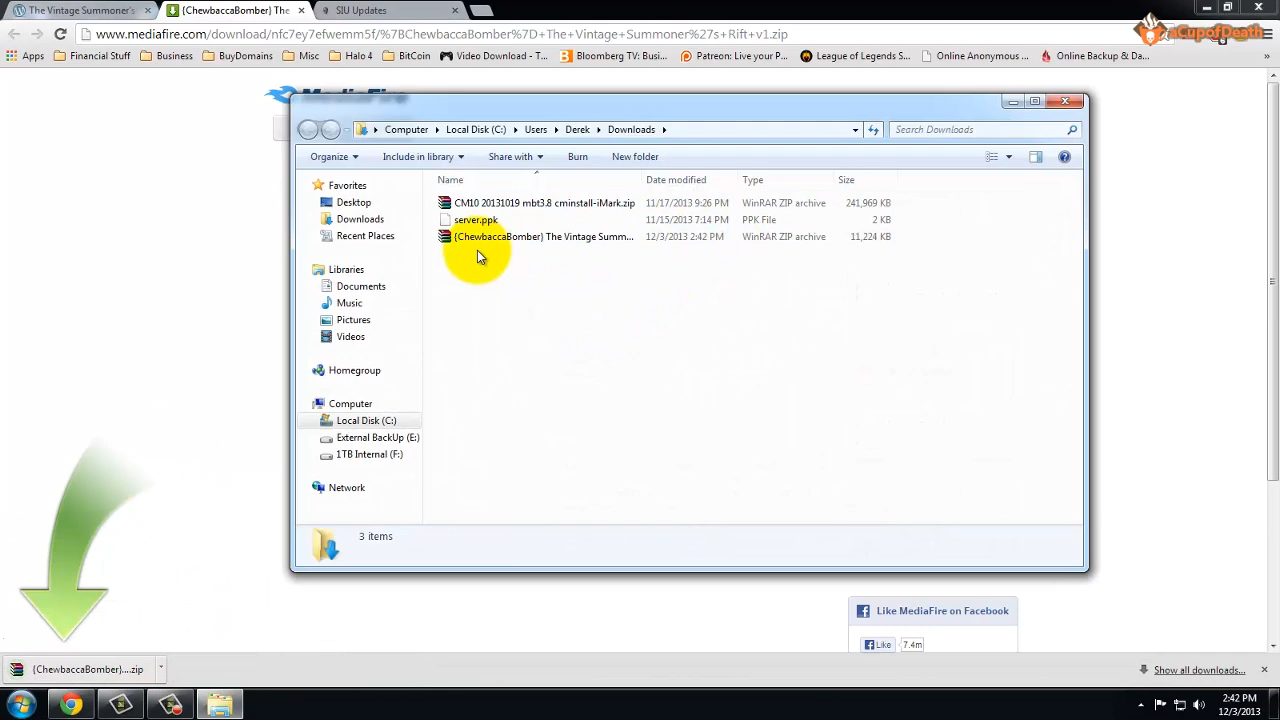 The Vintage Summoner's
{ChewbaccaBomber} The
SIU Updates
www.mediafire.com/download/nfc7ey7efwemm5f/%7BChewbaccaBomber%7D+The+Vintage+Summoner%27s+Rift+v1.zip
aCupofDeath
Apps
Financial Stuff
Business
BuyDomains
Misc
Halo 4
BitCoin
Video Download - T...
Bloomberg TV: Busi...
Patreon: Live your P...
League of Legends 3...
Online Anonymous ...
Online Backup & Da...
MediaFire
Computer
Local Disk (C:)
Users
Derek
Downloads
Search Downloads
Organize
Include in library
Share with
Burn
New folder
Name
Date modified
Type
Size
Favorites
Desktop
Downloads
Recent Places
Libraries
Documents
Music
Pictures
Videos
Homegroup
Computer
Local Disk (C:)
External BackUp (E:)
1TB Internal (F:)
Network
CM10 20131019 mbt3.8 cminstall-iMark.zip 11/17/2013 9:26 PM WinRAR ZIP archive 241,969 KB
server.ppk 11/15/2013 7:14 PM PPK File 2 KB
{ChewbaccaBomber} The Vintage Summ... 12/3/2013 2:42 PM WinRAR ZIP archive 11,224 KB
3 items
Like MediaFire on Facebook
Like 7.4m
{ChewbaccaBomber}....zip
Show all downloads...
2:42 PM
12/3/2013